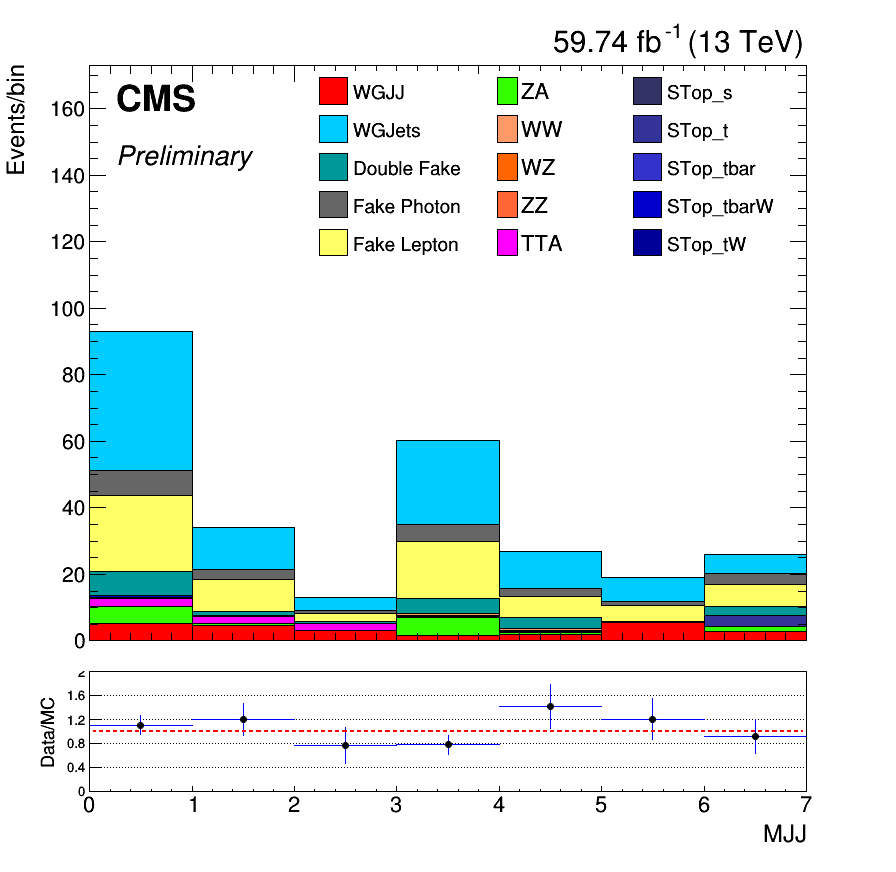 59.74 fb⁻¹ (13 TeV)
Events/bin
CMS
Preliminary
WGJJ
WGJets
Double Fake
Fake Photon
Fake Lepton
ZA
WW
WZ
ZZ
TTA
STop_s
STop_t
STop_tbar
STop_tbarW
STop_tW
160
140
120
100
80
60
40
20
0
Data/MC
2
1.6
1.2
0.8
0.4
0
0 1 2 3 4 5 6 7
MJJ